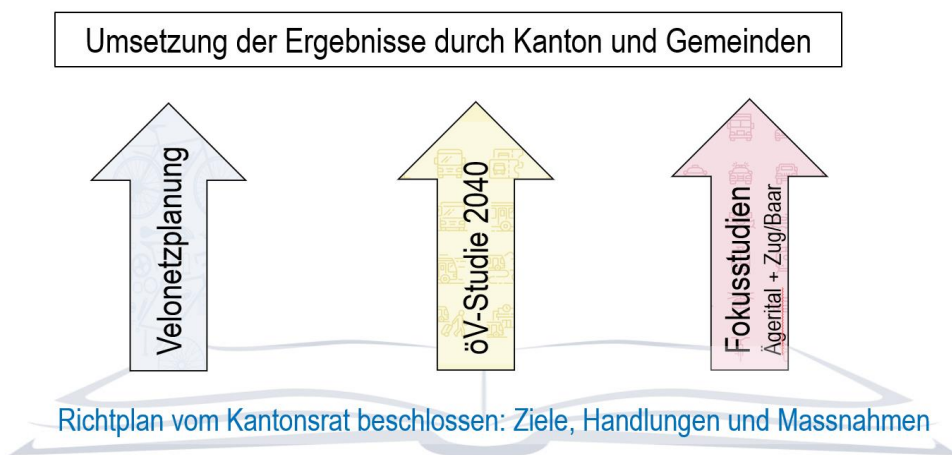 Umsetzung der Ergebnisse durch Kanton und Gemeinden
Velonetzplanung
öV-Studie 2040
Fokusstudien
Ägerital + Zug/Baar
Richtplan vom Kantonsrat beschlossen: Ziele, Handlungen und Massnahmen